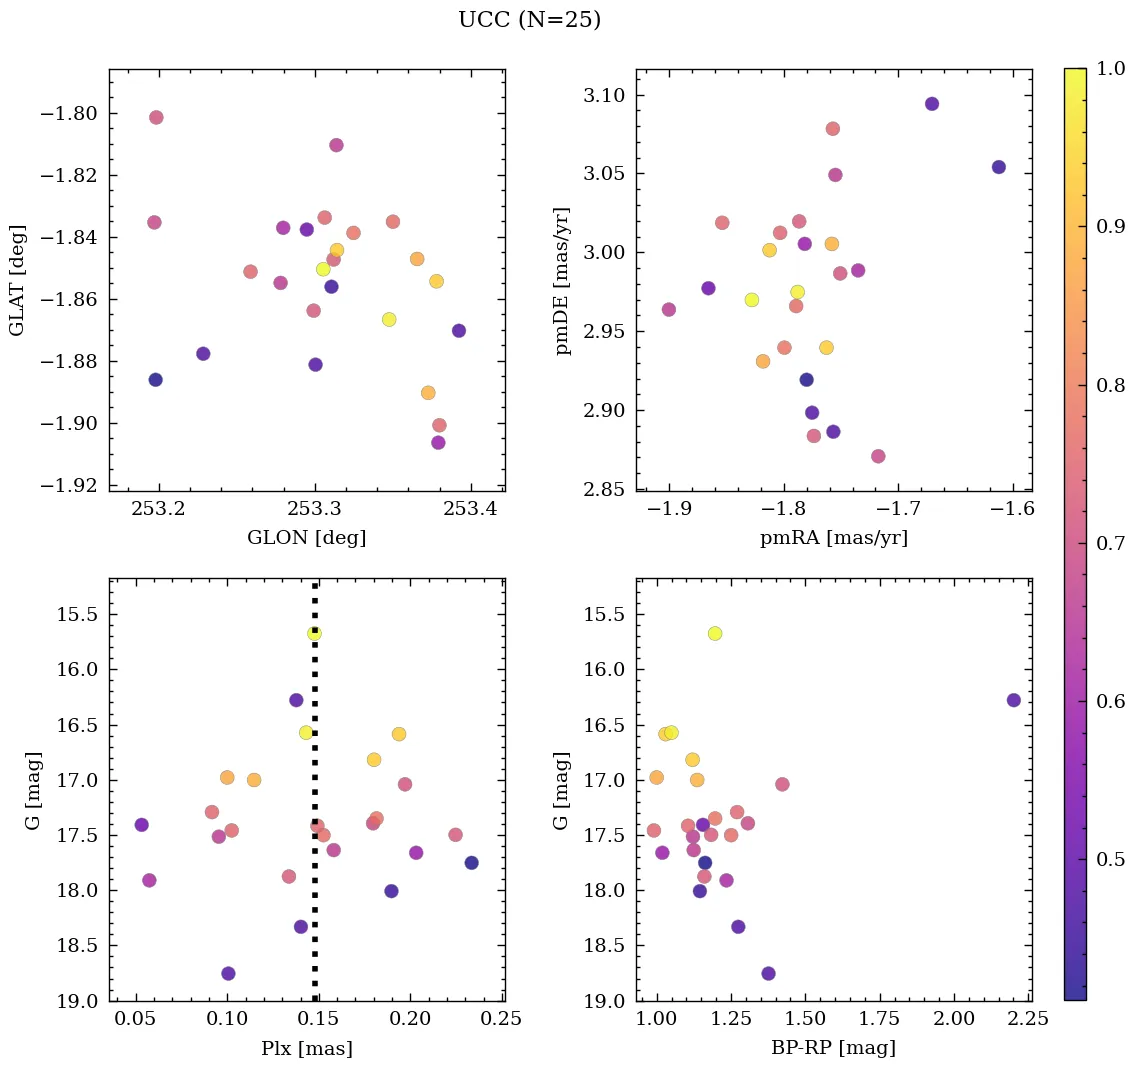 UCC (N=25)
−1.80
−1.82
−1.84
−1.86
−1.88
−1.90
−1.92
GLAT [deg]
253.2 253.3 253.4
GLON [deg]
3.10
3.05
3.00
2.95
2.90
2.85
pmDE [mas/yr]
−1.9 −1.8 −1.7 −1.6
pmRA [mas/yr]
15.5
16.0
16.5
17.0
17.5
18.0
18.5
19.0
G [mag]
0.05 0.10 0.15 0.20 0.25
Plx [mas]
15.5
16.0
16.5
17.0
17.5
18.0
18.5
19.0
G [mag]
1.00 1.25 1.50 1.75 2.00 2.25
BP-RP [mag]
1.0
0.9
0.8
0.7
0.6
0.5